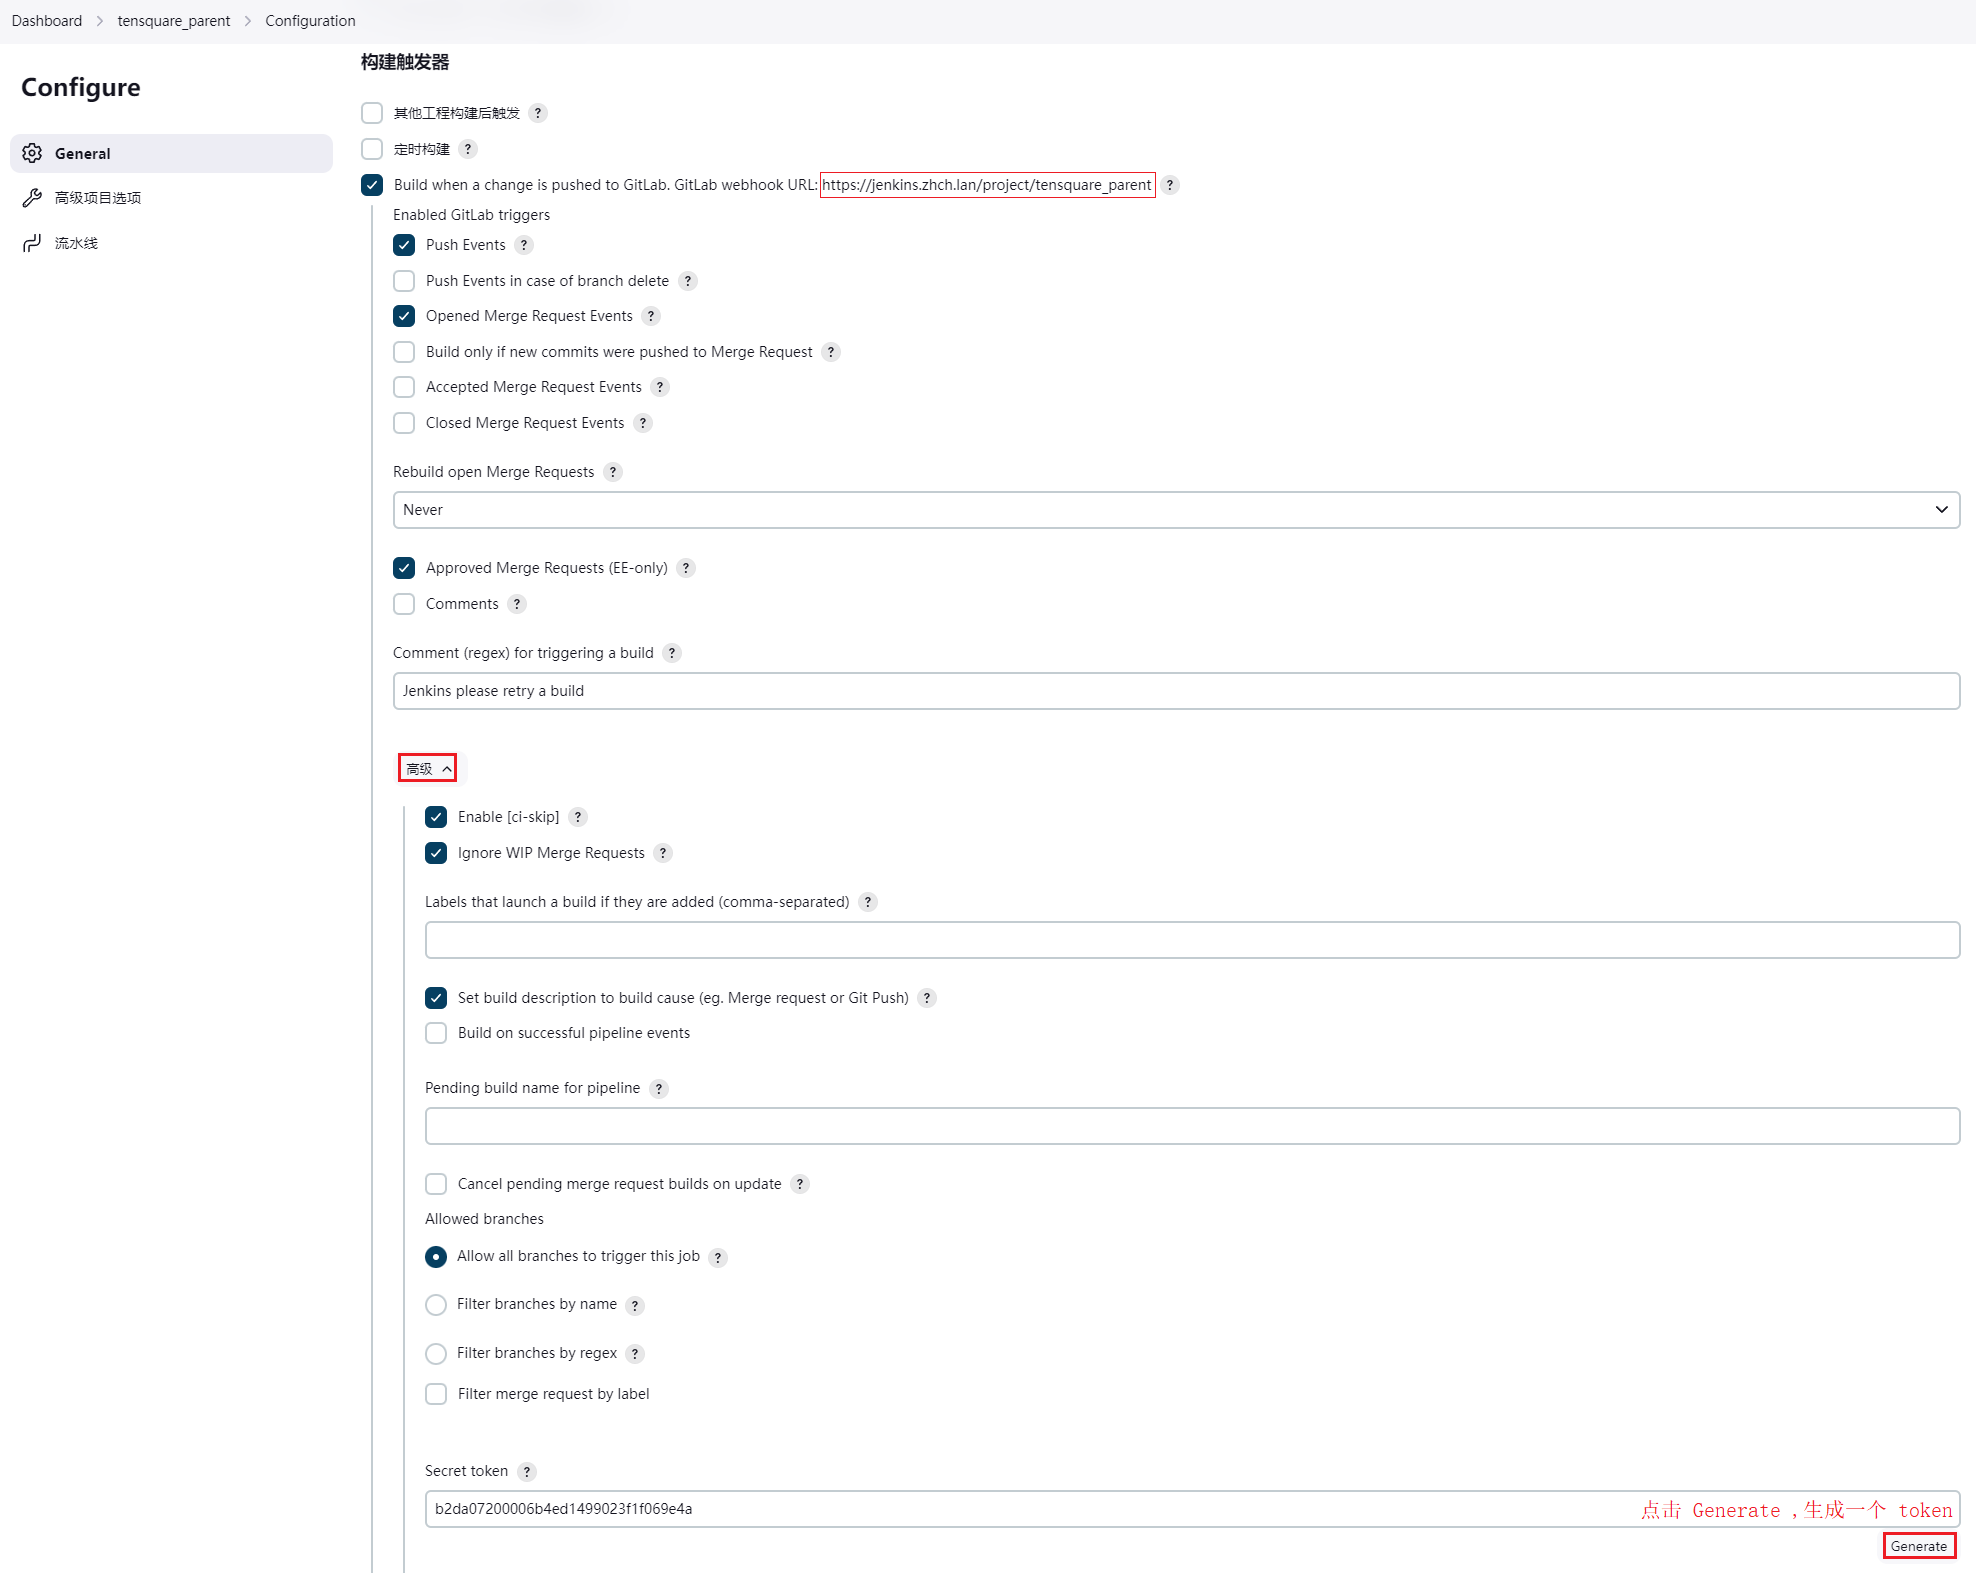 Dashboard > tensquare_parent > Configuration
Configure
General
高级项目选项
流水线
构建触发器
其他工程构建后触发 ?
定时构建 ?
Build when a change is pushed to GitLab. GitLab webhook URL: https://jenkins.zhch.lan/project/tensquare_parent ?
Enabled GitLab triggers
Push Events ?
Push Events in case of branch delete ?
Opened Merge Request Events ?
Build only if new commits were pushed to Merge Request ?
Accepted Merge Request Events ?
Closed Merge Request Events ?
Rebuild open Merge Requests ?
Never
Approved Merge Requests (EE-only) ?
Comments ?
Comment (regex) for triggering a build ?
Jenkins please retry a build
高级
Enable [ci-skip] ?
Ignore WIP Merge Requests ?
Labels that launch a build if they are added (comma-separated) ?
Set build description to build cause (eg. Merge request or Git Push) ?
Build on successful pipeline events
Pending build name for pipeline ?
Cancel pending merge request builds on update ?
Allowed branches
Allow all branches to trigger this job ?
Filter branches by name ?
Filter branches by regex ?
Filter merge request by label
Secret token ?
b2da07200006b4ed1499023f1f069e4a
点击 Generate ,生成一个 token
Generate